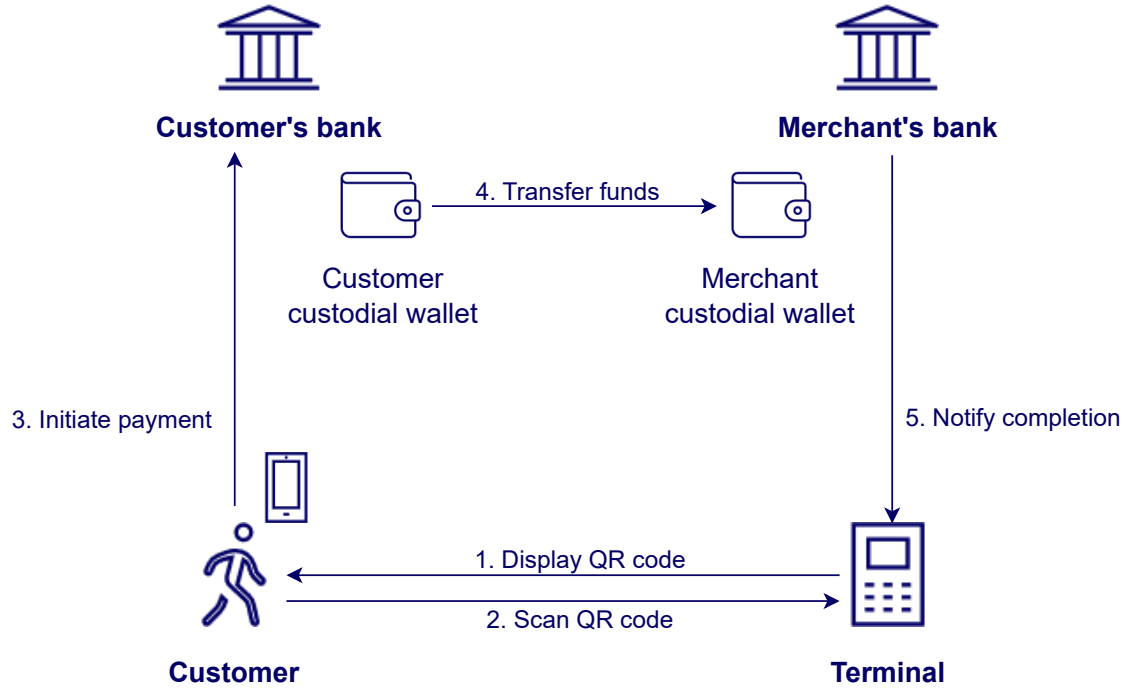 Customer's bank
Merchant's bank
4. Transfer funds
Customer
custodial wallet
Merchant
custodial wallet
3. Initiate payment
5. Notify completion
1. Display QR code
2. Scan QR code
Customer
Terminal